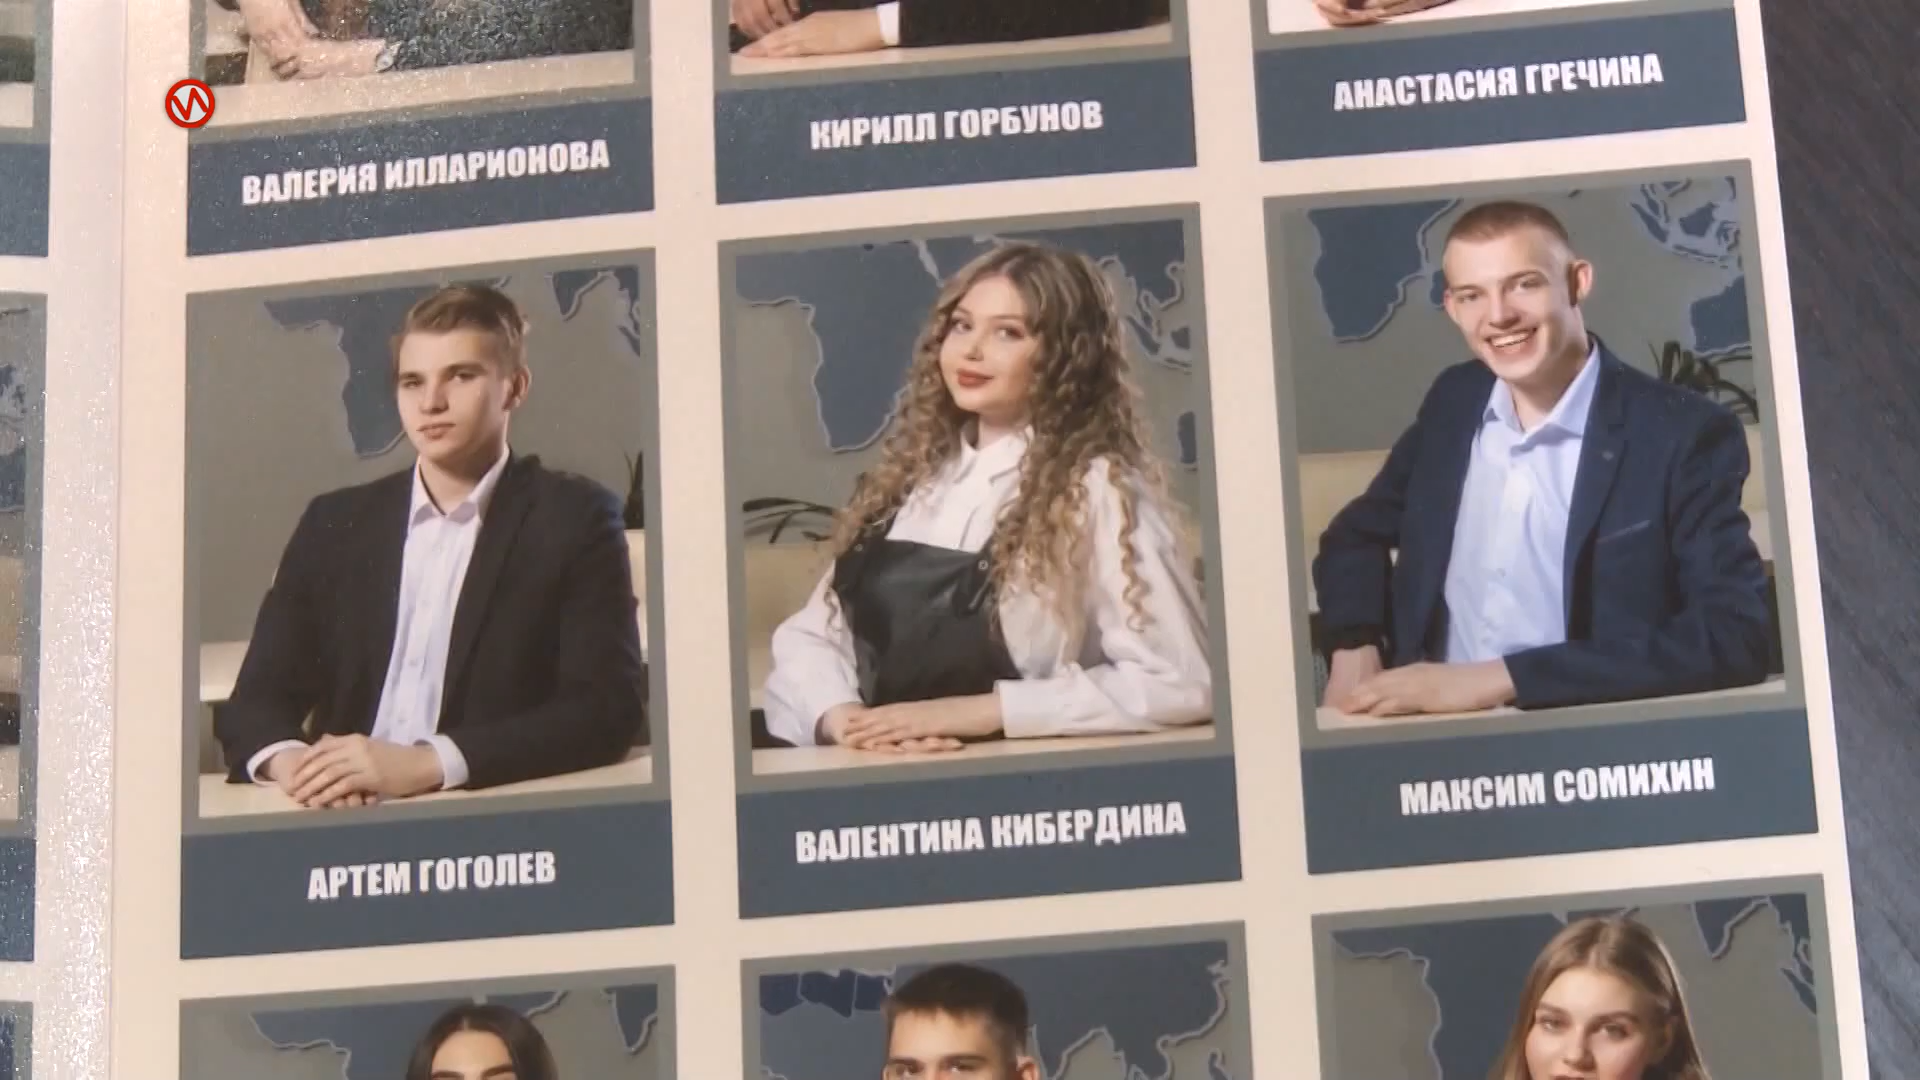 ВАЛЕРИЯ ИЛЛАРИОНОВА
КИРИЛЛ ГОРБУНОВ
АНАСТАСИЯ ГРЕЧИНА
АРТЕМ ГОГОЛЕВ
ВАЛЕНТИНА КИБЕРДИНА
МАКСИМ СОМИХИН